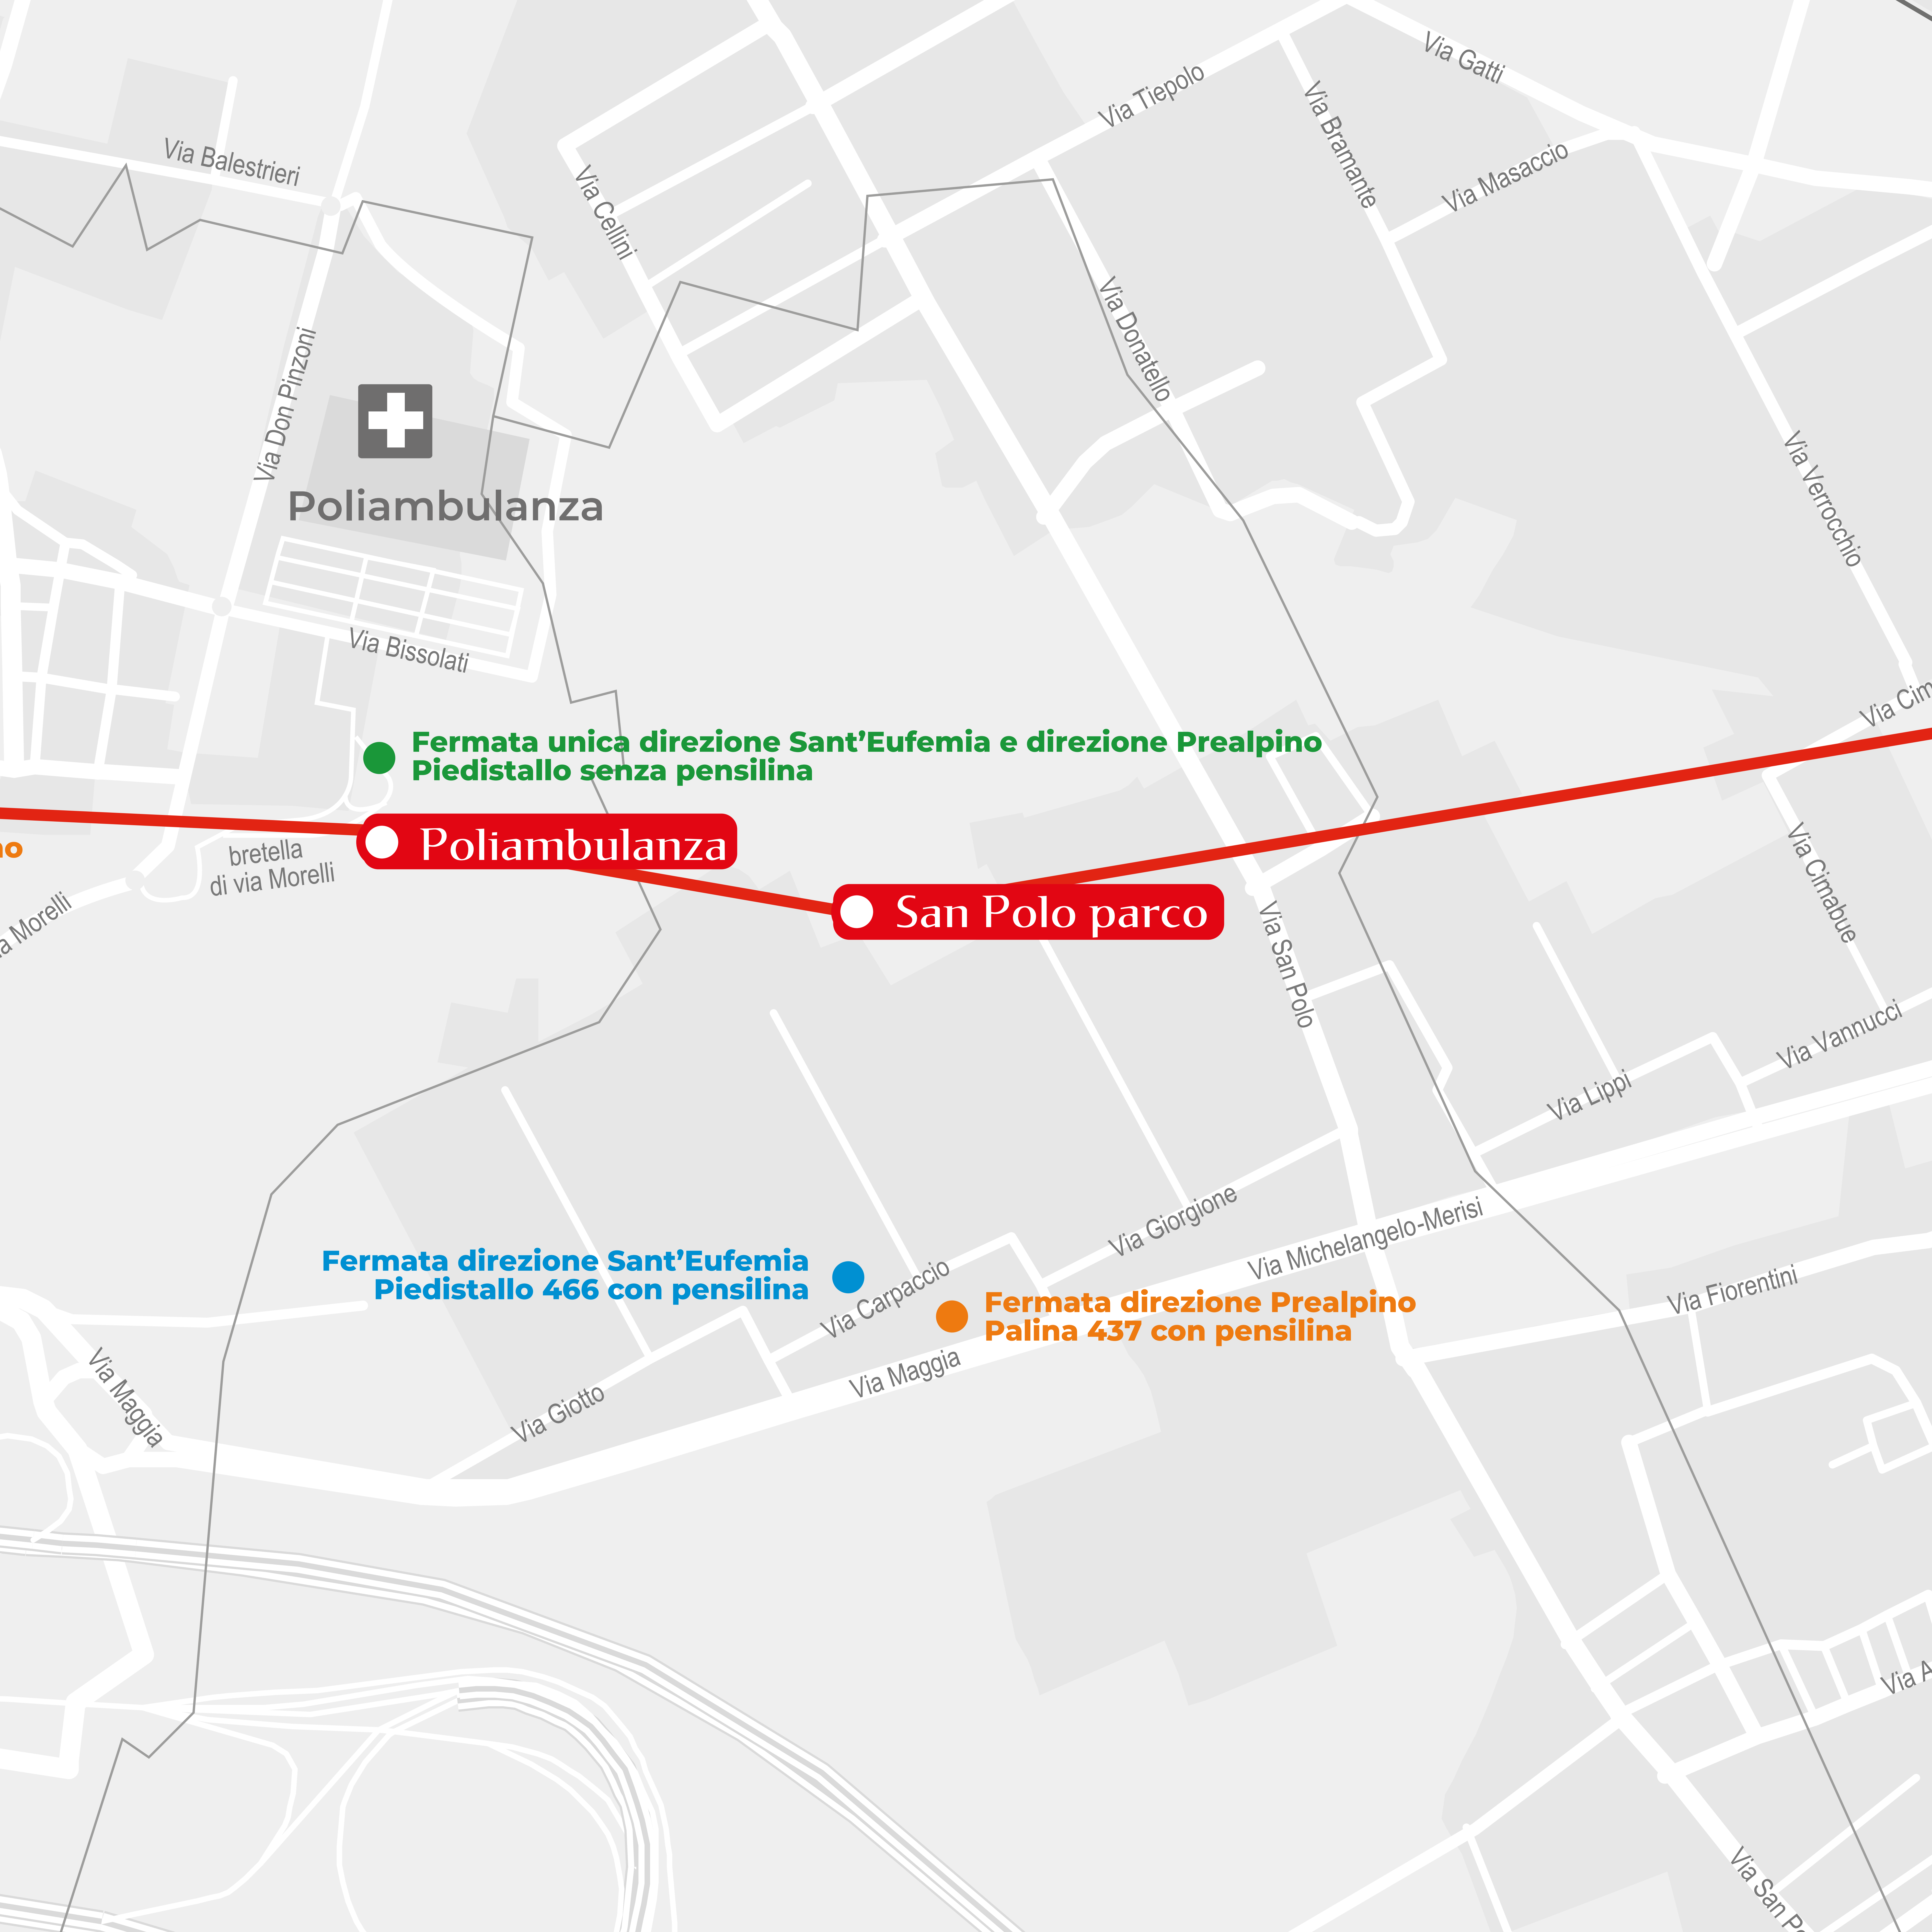 Via Gatti
Via Tiepolo
Via Bramante
Via Masaccio
Via Balestrieri
Via Cellini
Via Donatello
Via Don Pinzoni
Via Verrocchio
Poliambulanza
Via Bissolati
Fermata unica direzione Sant’Eufemia e direzione Prealpino
Piedistallo senza pensilina
Poliambulanza
bretella
di via Morelli
San Polo parco
Via Cimabue
Via San Polo
Via Vannucci
Via Lippi
Via Giorgione
Via Michelangelo-Merisi
Fermata direzione Sant’Eufemia
Piedistallo 466 con pensilina
Via Carpaccio
Fermata direzione Prealpino
Palina 437 con pensilina
Via Fiorentini
Via Maggia
Via Maggia
Via Giotto